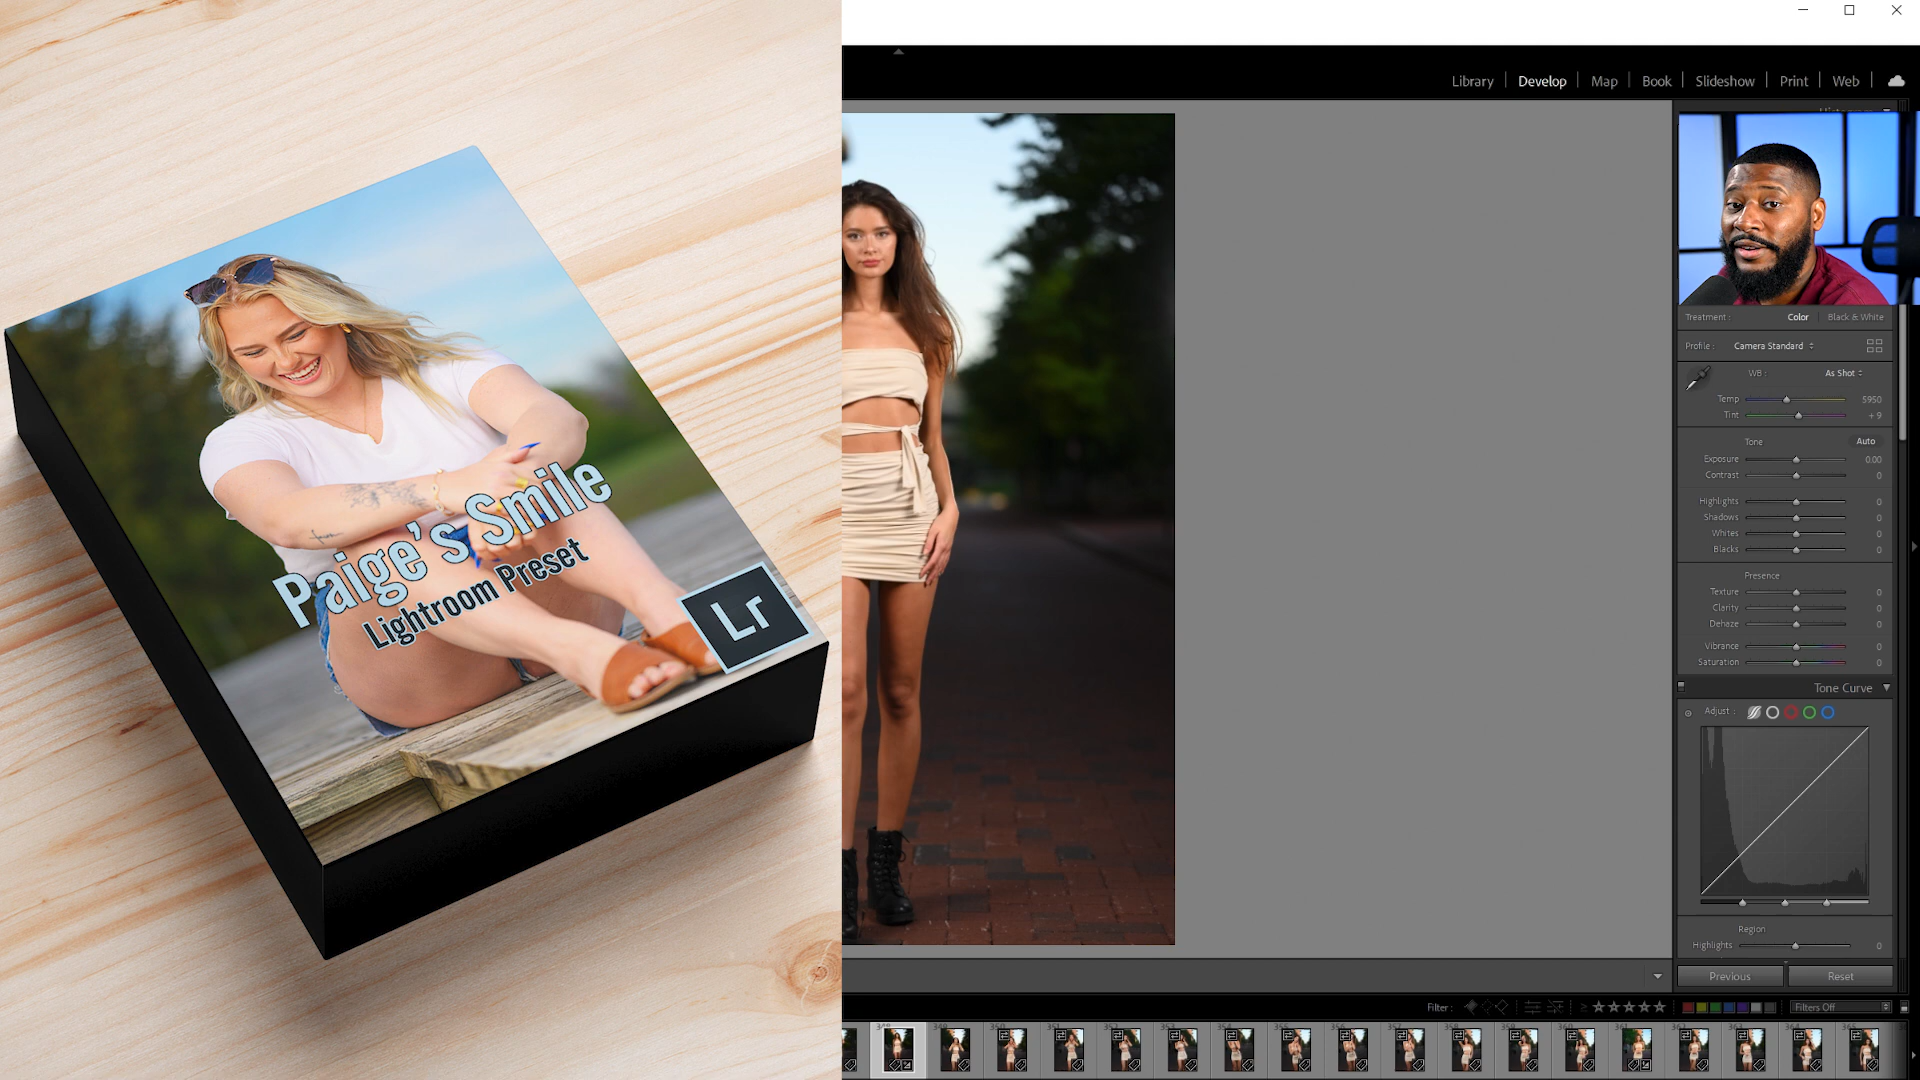 Paige's Smile
Lightroom Preset
Lr
Library | Develop | Map | Book | Slideshow | Print | Web
Treatment : Color Black & White
Profile : Camera Standard
WB : As Shot
Temp 5950
Tint + 9
Tone Auto
Exposure 0.00
Contrast 0
Highlights 0
Shadows 0
Whites 0
Blacks 0
Presence
Texture 0
Clarity 0
Dehaze 0
Vibrance 0
Saturation 0
Tone Curve
Adjust :
Region
Highlights 0
Previous Reset
Filter : Filters Off